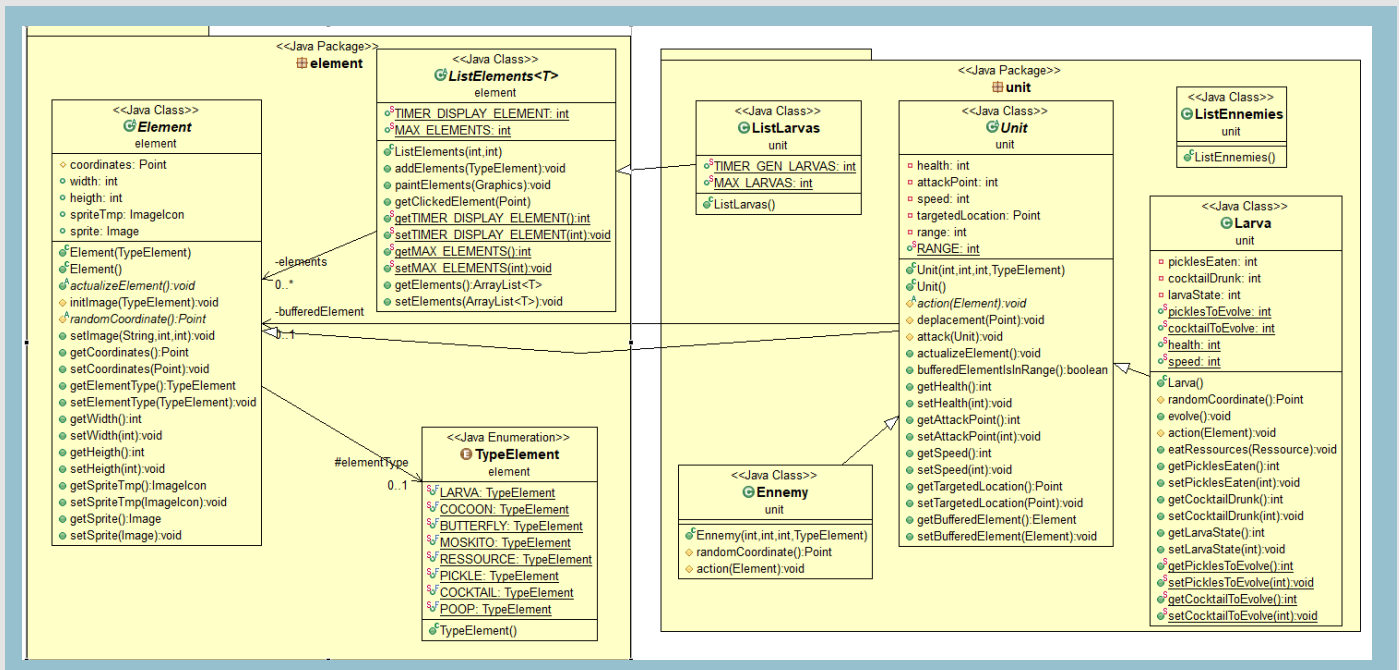 <<Java Package>>
element
<<Java Class>>
Element
element
coordinates: Point
width: int
heigth: int
spriteTmp: ImageIcon
sprite: Image
Element(TypeElement)
Element()
actualizeElement():void
initImage(TypeElement):void
randomCoordinate():Point
setImage(String,int,int):void
getCoordinates():Point
setCoordinates(Point):void
getElementType():TypeElement
setElementType(TypeElement):void
getWidth():int
setWidth(int):void
getHeigth():int
setHeigth(int):void
getSpriteTmp():ImageIcon
setSpriteTmp(ImageIcon):void
getSprite():Image
setSprite(Image):void
<<Java Class>>
ListElements<T>
element
TIMER_DISPLAY_ELEMENT: int
MAX_ELEMENTS: int
ListElements(int,int)
addElements(TypeElement):void
paintElements(Graphics):void
getClickedElement(Point)
getTIMER_DISPLAY_ELEMENT():int
setTIMER_DISPLAY_ELEMENT(int):void
getMAX_ELEMENTS():int
setMAX_ELEMENTS(int):void
getElements():ArrayList<T>
setElements(ArrayList<T>):void
-elements
0..*
-bufferedElement
0..1
#elementType
0..1
<<Java Enumeration>>
TypeElement
element
LARVA: TypeElement
COCOON: TypeElement
BUTTERFLY: TypeElement
MOSKITO: TypeElement
RESSOURCE: TypeElement
PICKLE: TypeElement
COCKTAIL: TypeElement
POOP: TypeElement
TypeElement()
<<Java Package>>
unit
<<Java Class>>
ListLarvas
unit
TIMER_GEN_LARVAS: int
MAX_LARVAS: int
ListLarvas()
<<Java Class>>
Unit
unit
health: int
attackPoint: int
speed: int
targetedLocation: Point
range: int
RANGE: int
Unit(int,int,int,TypeElement)
Unit()
action(Element):void
deplacement(Point):void
attack(Unit):void
actualizeElement():void
bufferedElementIsInRange():boolean
getHealth():int
setHealth(int):void
getAttackPoint():int
setAttackPoint(int):void
getSpeed():int
setSpeed(int):void
getTargetedLocation():Point
setTargetedLocation(Point):void
getBufferedElement():Element
setBufferedElement(Element):void
<<Java Class>>
Ennemy
unit
Ennemy(int,int,int,TypeElement)
randomCoordinate():Point
action(Element):void
<<Java Class>>
ListEnnemies
unit
ListEnnemies()
<<Java Class>>
Larva
unit
picklesEaten: int
cocktailDrunk: int
larvaState: int
picklesToEvolve: int
cocktailToEvolve: int
health: int
speed: int
Larva()
randomCoordinate():Point
evolve():void
action(Element):void
eatRessources(Ressource):void
getPicklesEaten():int
setPicklesEaten(int):void
getCocktailDrunk():int
setCocktailDrunk(int):void
getLarvaState():int
setLarvaState(int):void
getPicklesToEvolve():int
setPicklesToEvolve(int):void
getCocktailToEvolve():int
setCocktailToEvolve(int):void